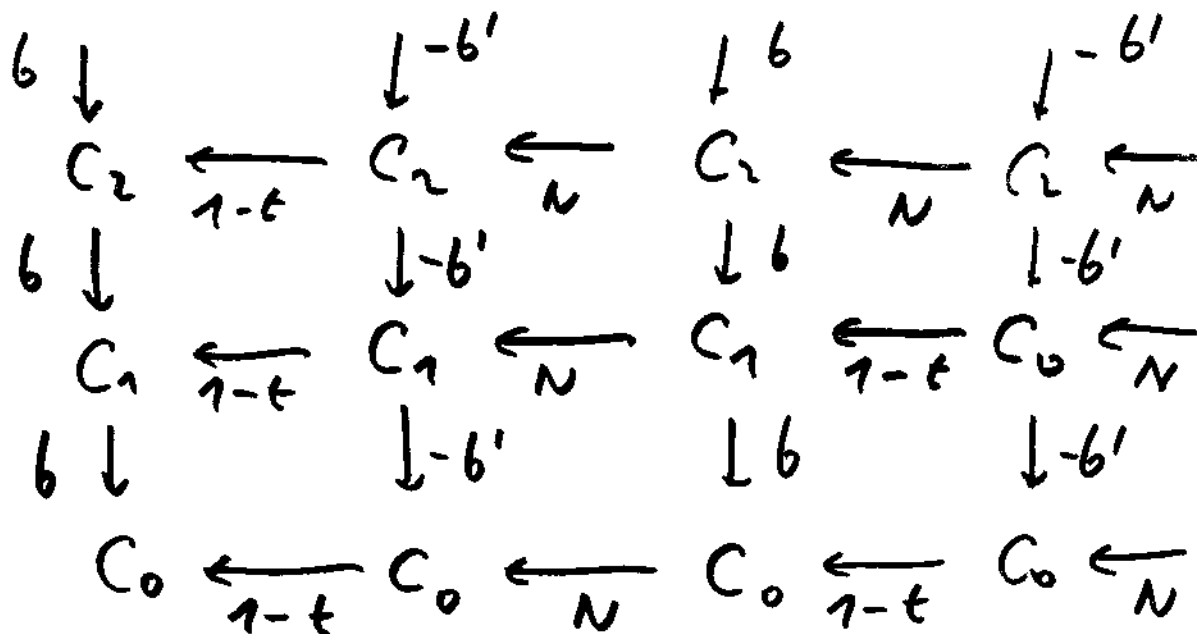 b ↓ ↓ -b' ↓ b ↓ -b'
C₂ ← 1-t C₂ ← N C₂ ← N C₂ ← N
b ↓ ↓ -b' ↓ b ↓ -b'
C₁ ← 1-t C₁ ← N C₁ ← 1-t C₀ ← N
b ↓ ↓ -b' ↓ b ↓ -b'
C₀ ← 1-t C₀ ← N C₀ ← 1-t C₀ ← N